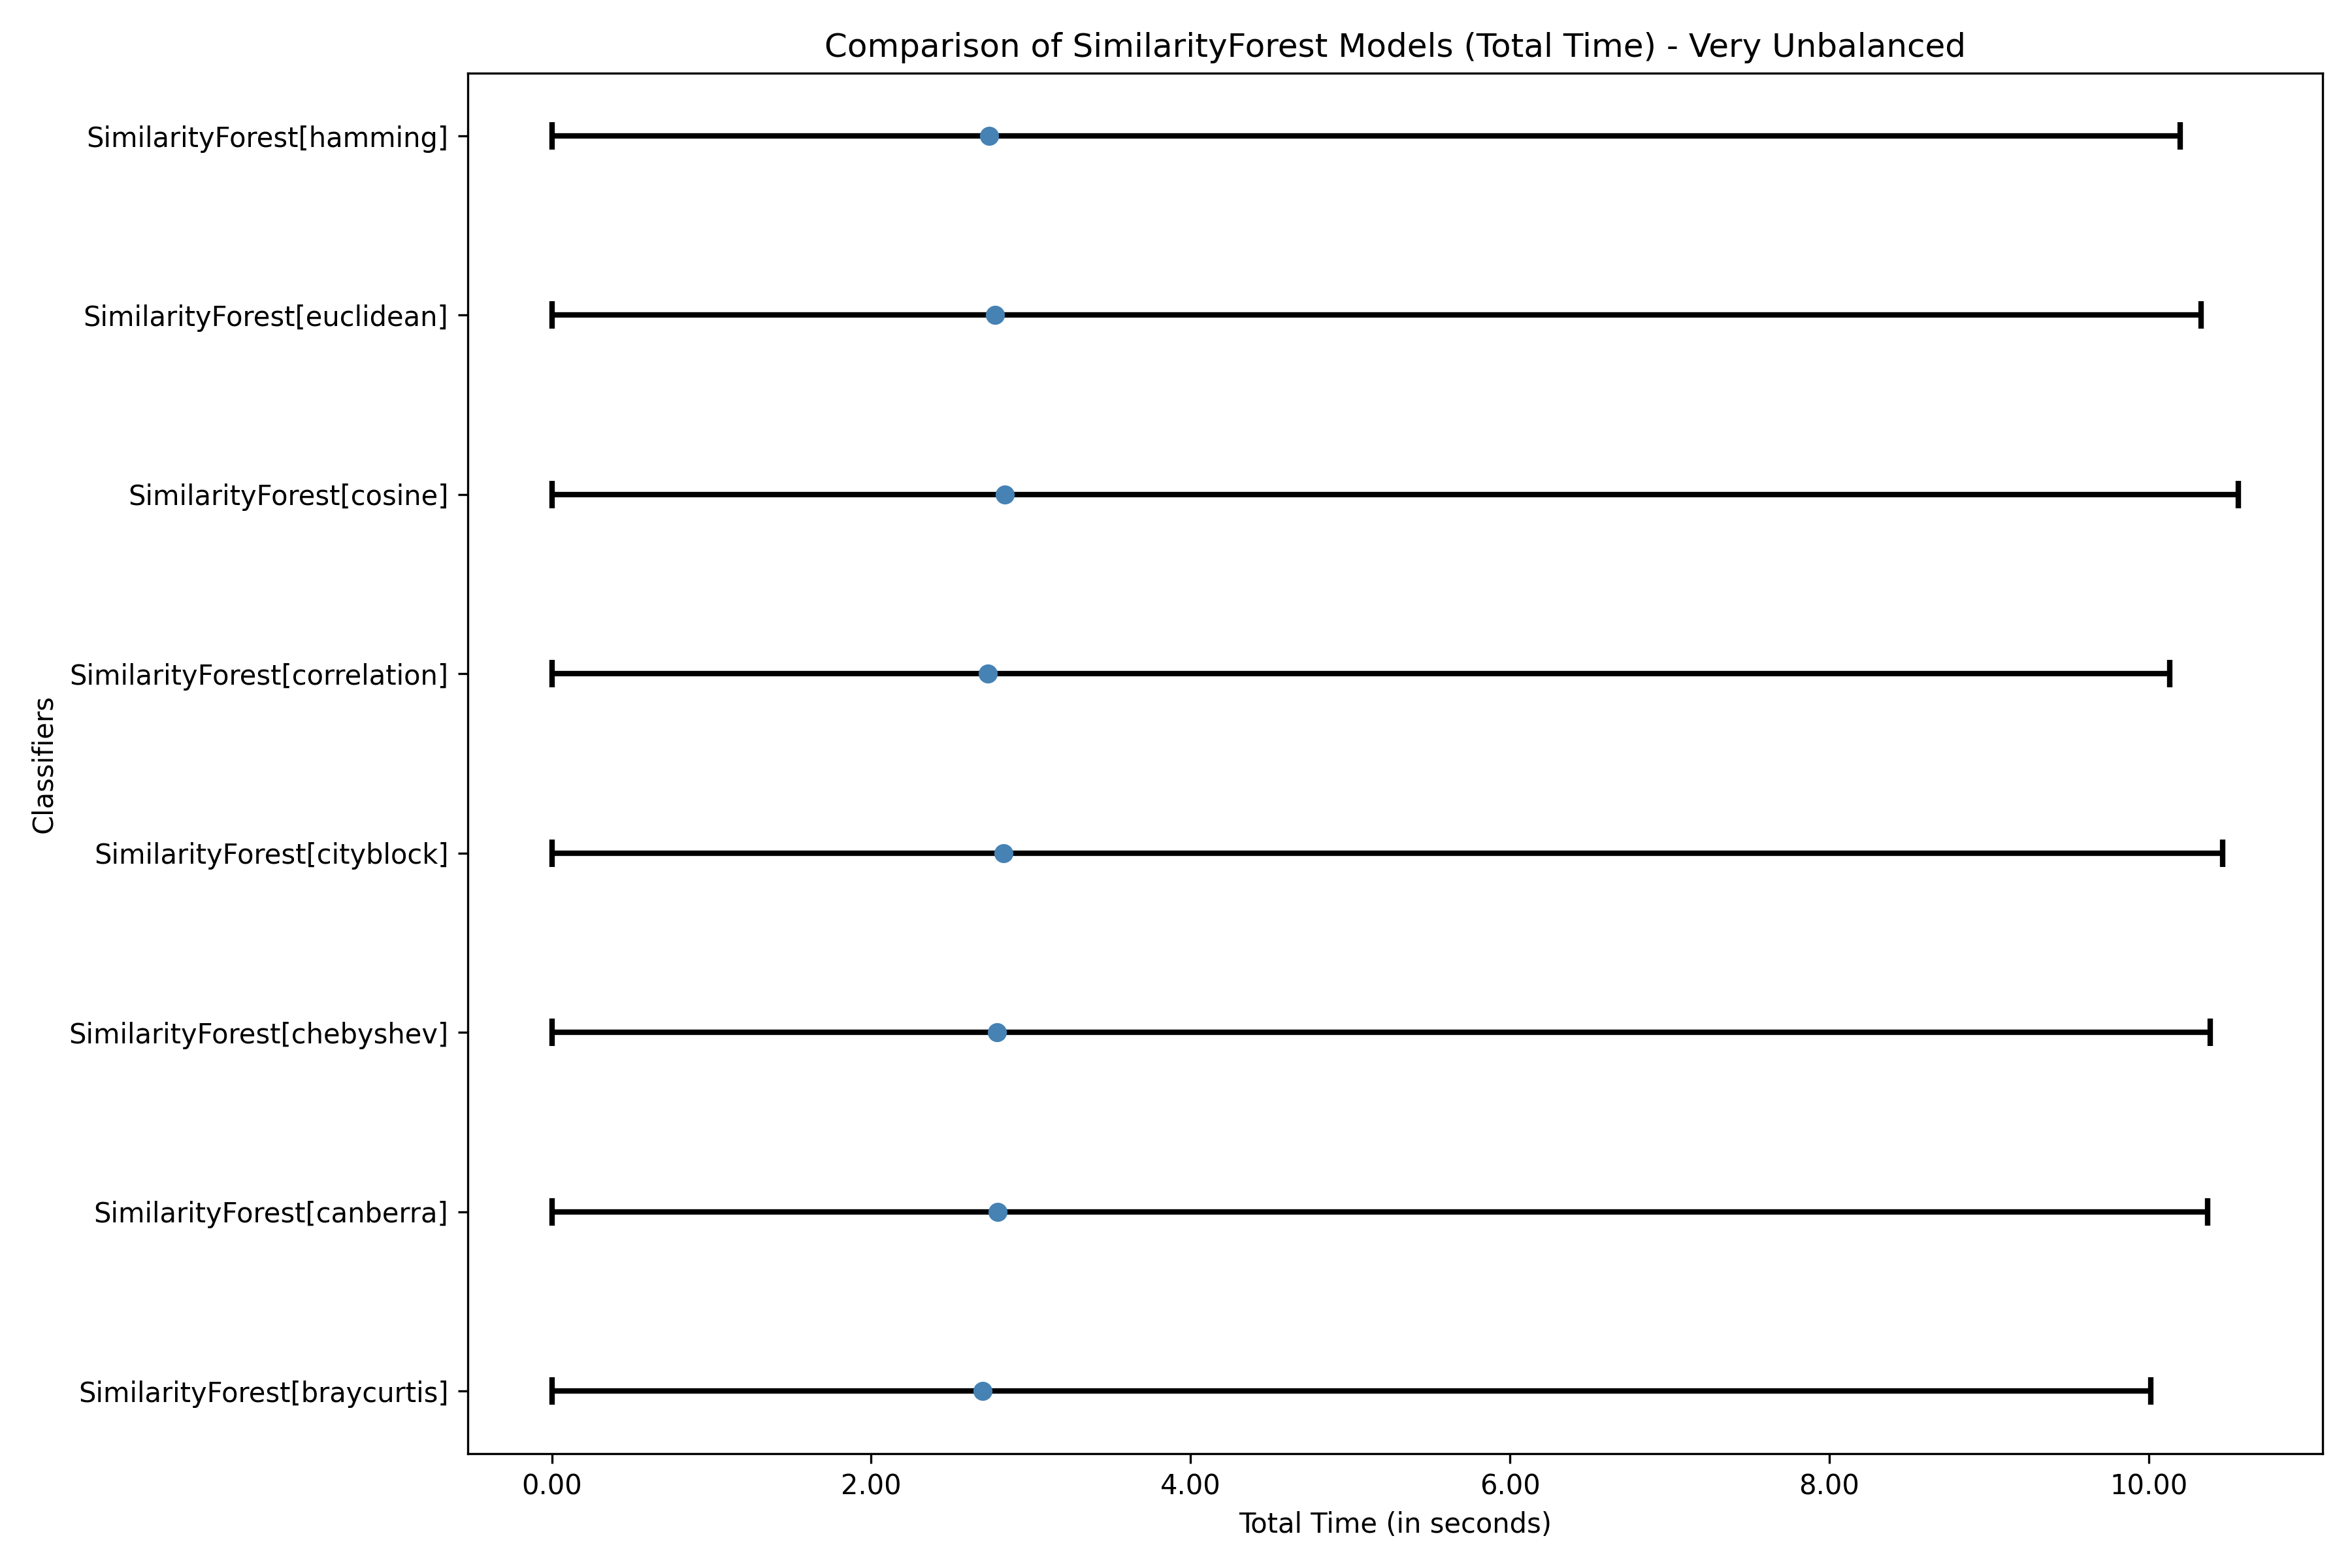 Comparison of SimilarityForest Models (Total Time) - Very Unbalanced
Classifiers
SimilarityForest[hamming]
SimilarityForest[euclidean]
SimilarityForest[cosine]
SimilarityForest[correlation]
SimilarityForest[cityblock]
SimilarityForest[chebyshev]
SimilarityForest[canberra]
SimilarityForest[braycurtis]
0.00 2.00 4.00 6.00 8.00 10.00
Total Time (in seconds)